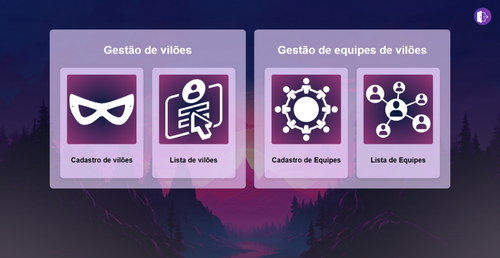 Gestão de vilões
Gestão de equipes de vilões
Cadastro de vilões
Lista de vilões
Cadastro de Equipes
Lista de Equipes